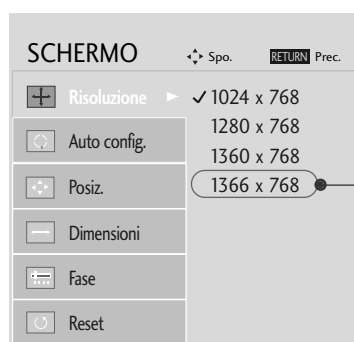 SCHERMO Spo. RETURN Prec.
Risoluzione 1024 x 768
1280 x 768
Auto config.
1360 x 768
1366 x 768
Posiz.
Dimensioni
Fase
Reset